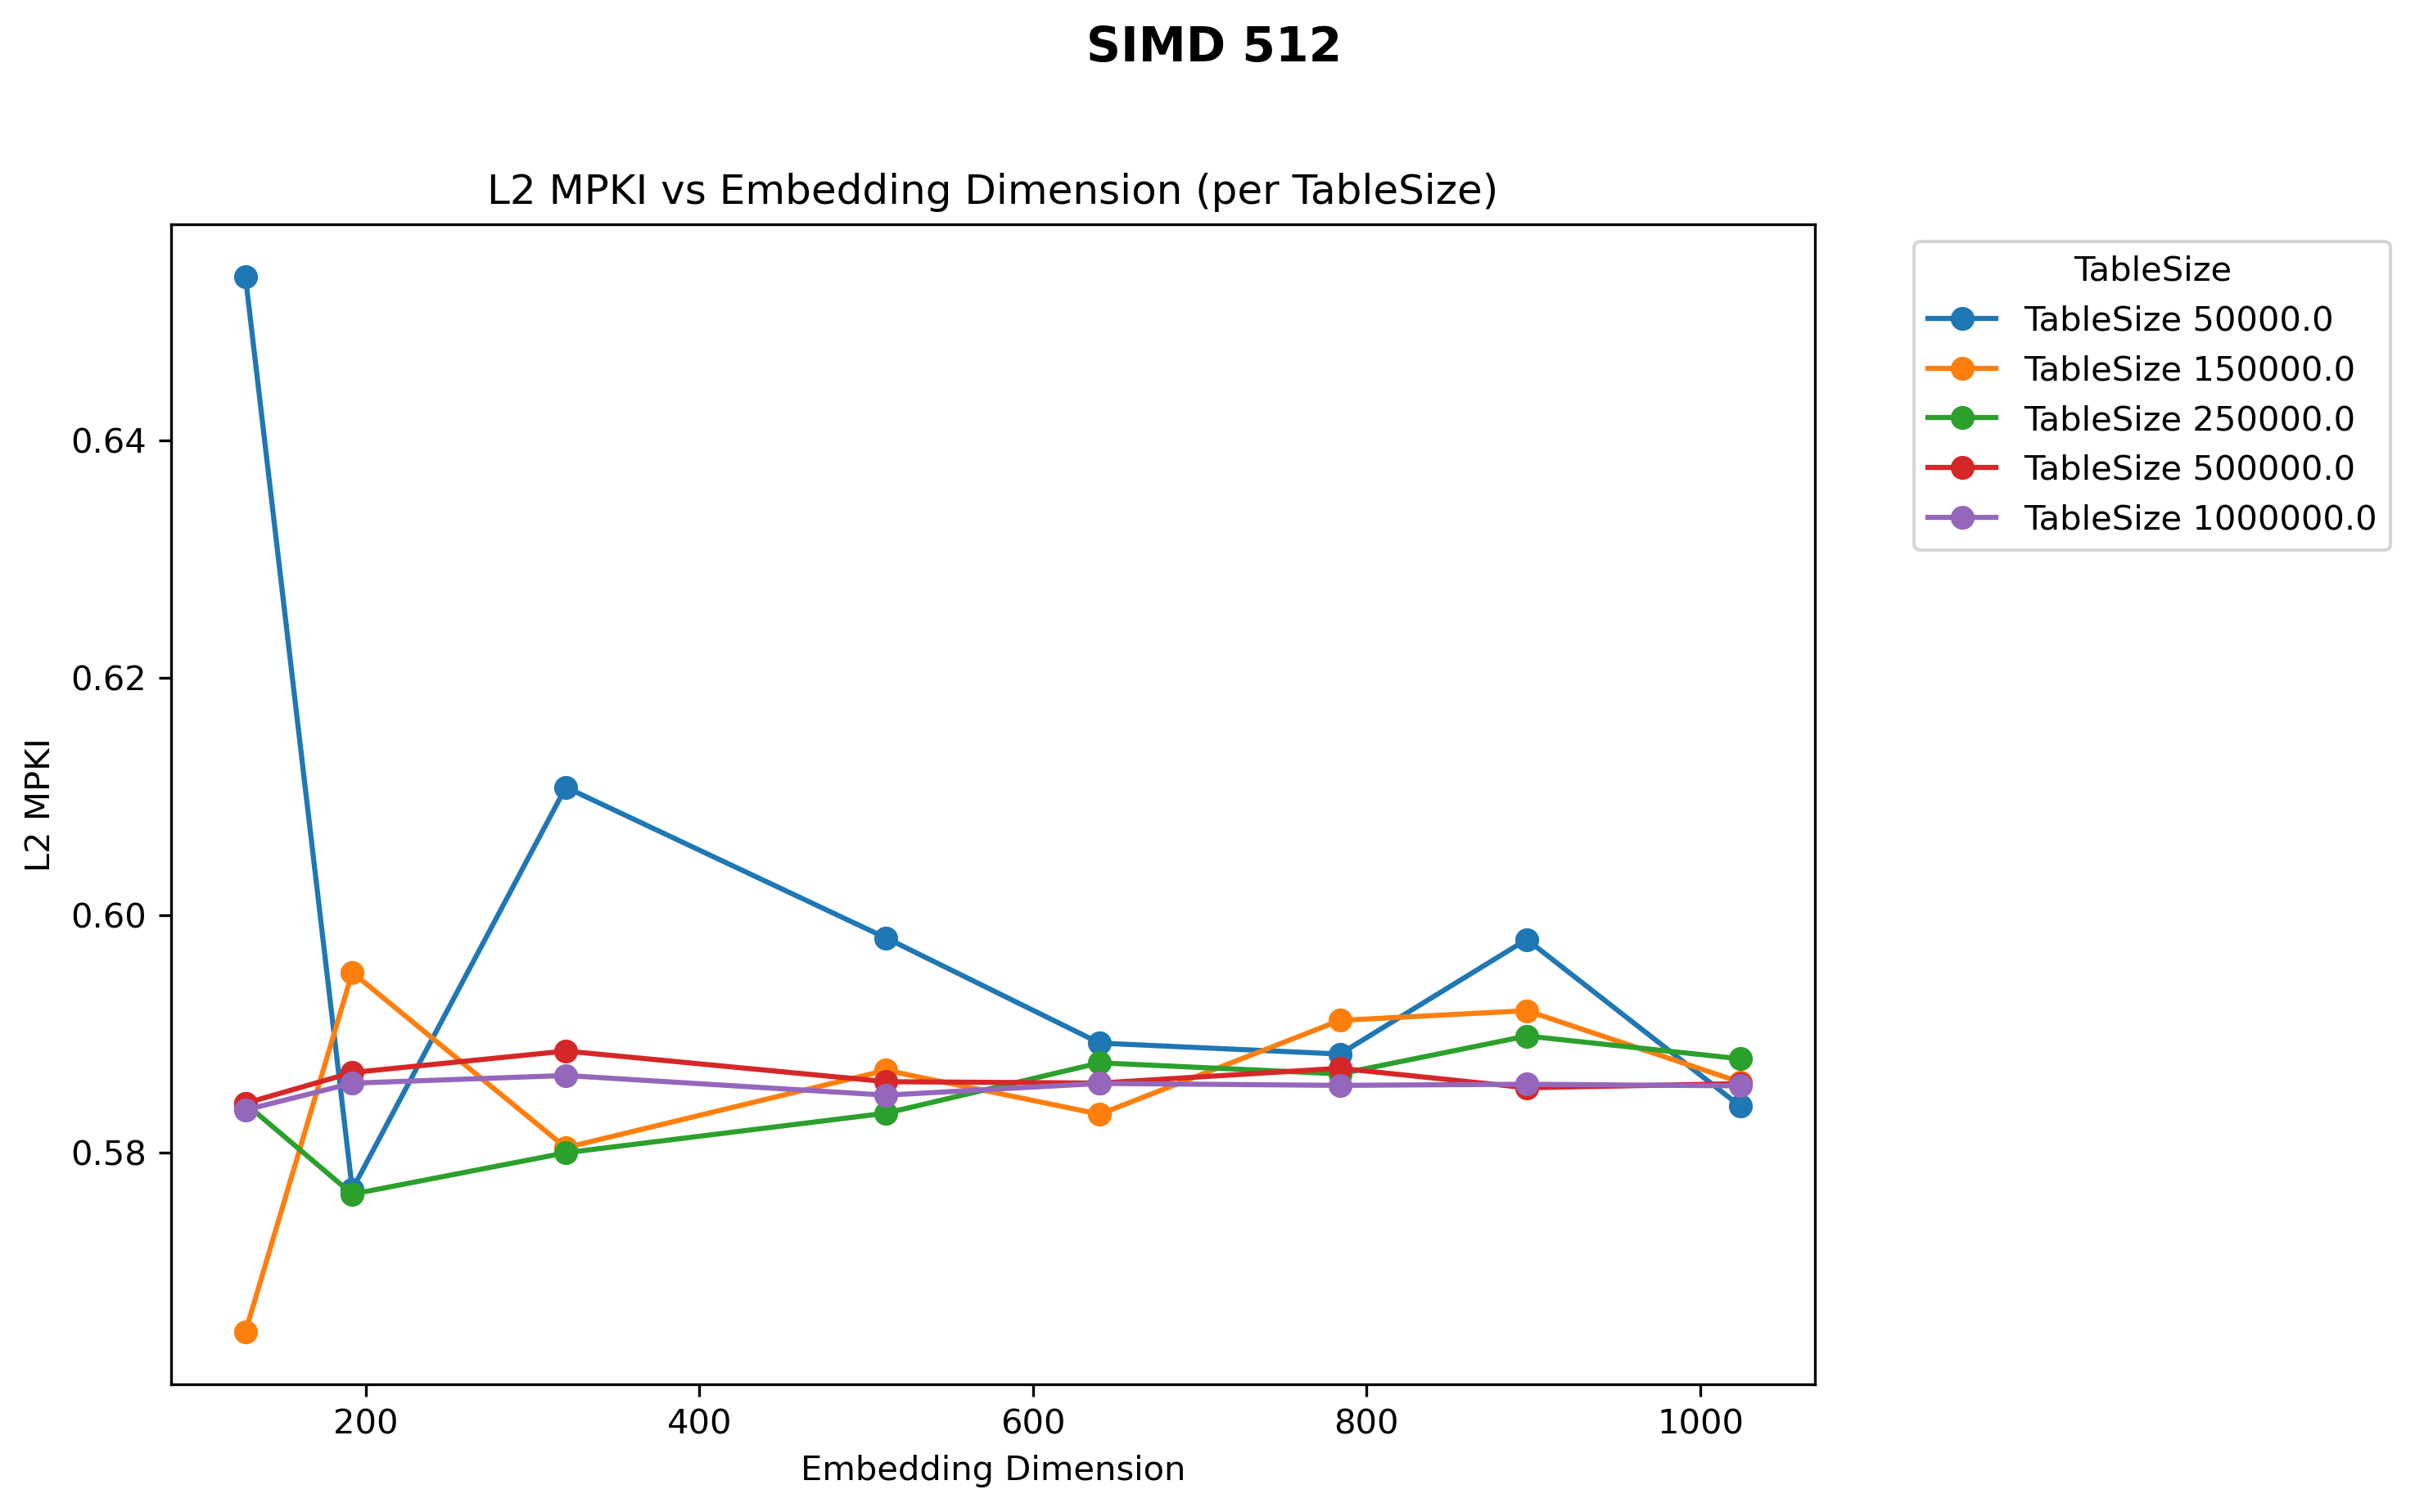 SIMD 512
L2 MPKI vs Embedding Dimension (per TableSize)
TableSize
TableSize 50000.0
TableSize 150000.0
TableSize 250000.0
TableSize 500000.0
TableSize 1000000.0
L2 MPKI
0.64
0.62
0.60
0.58
200 400 600 800 1000
Embedding Dimension